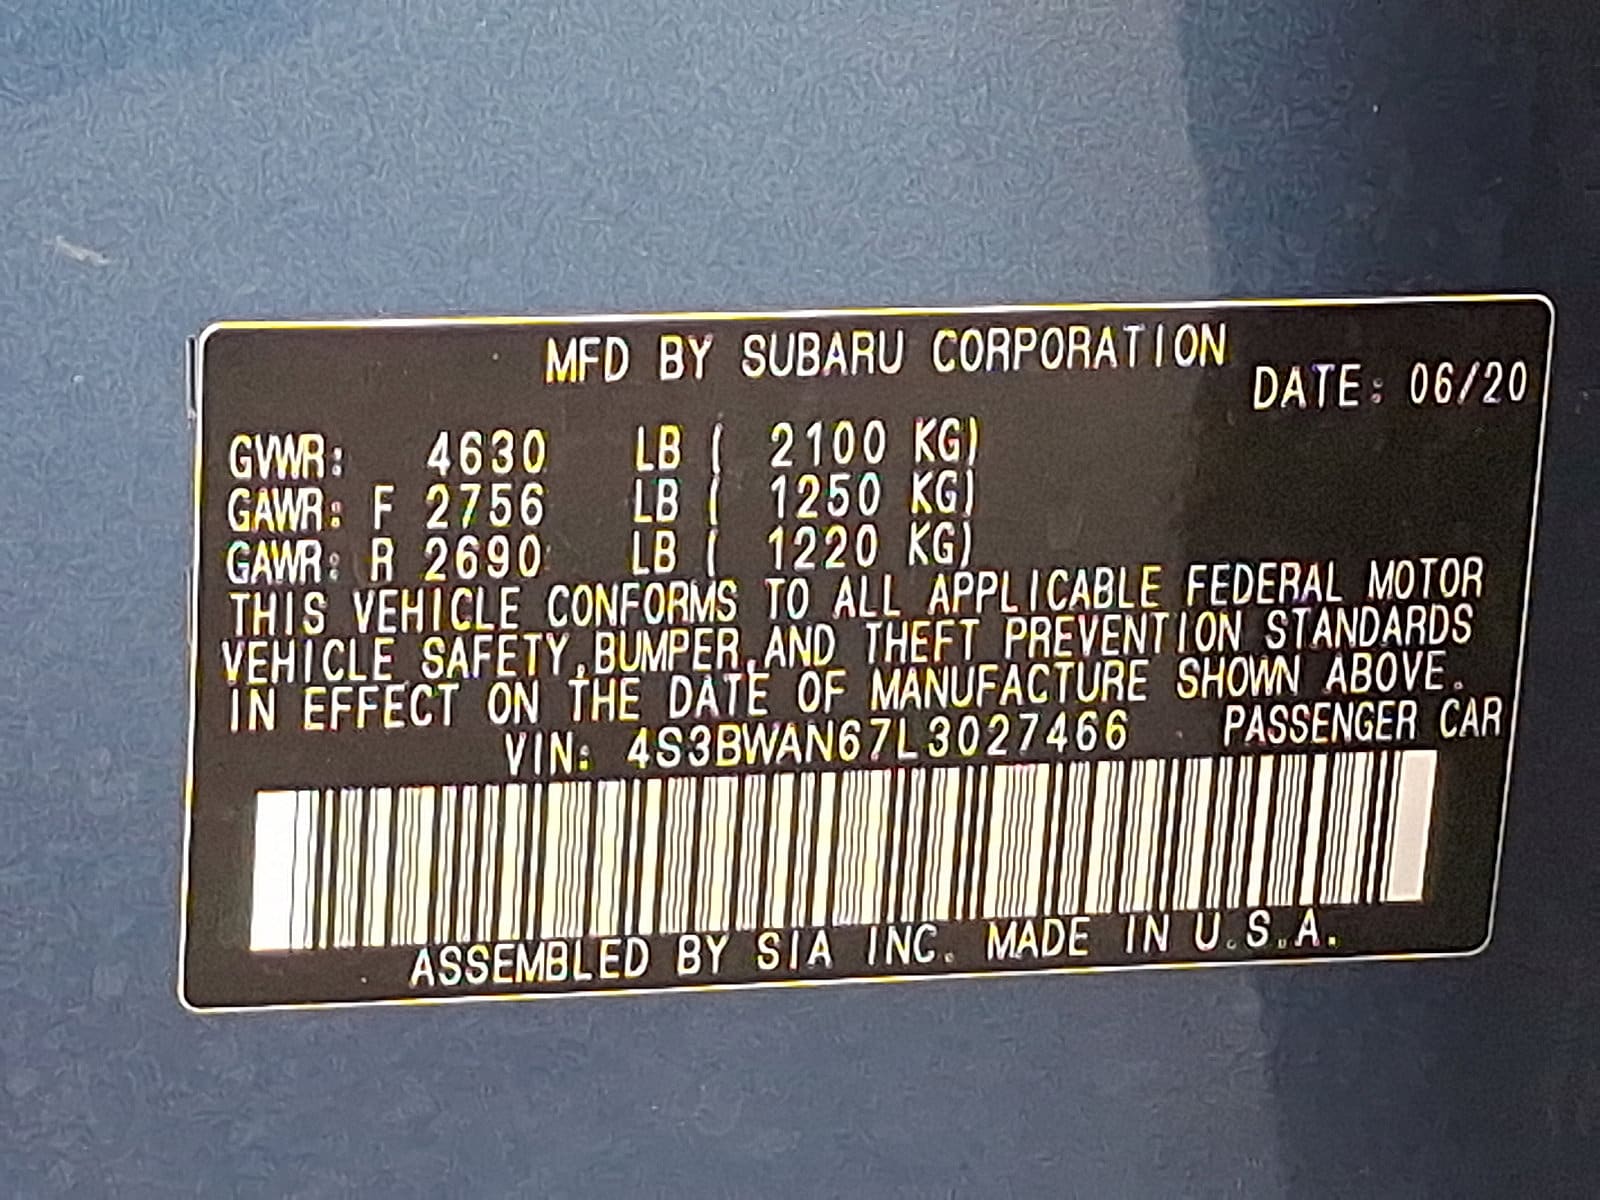 MFD BY SUBARU CORPORATION
DATE: 06/20
GVWR: 4630 LB ( 2100 KG)
GAWR: F 2756 LB ( 1250 KG)
GAWR: R 2690 LB ( 1220 KG)
THIS VEHICLE CONFORMS TO ALL APPLICABLE FEDERAL MOTOR
VEHICLE SAFETY,BUMPER,AND THEFT PREVENTION STANDARDS
IN EFFECT ON THE DATE OF MANUFACTURE SHOWN ABOVE.
VIN: 4S3BWAN67L3027466 PASSENGER CAR
ASSEMBLED BY SIA INC. MADE IN U.S.A.